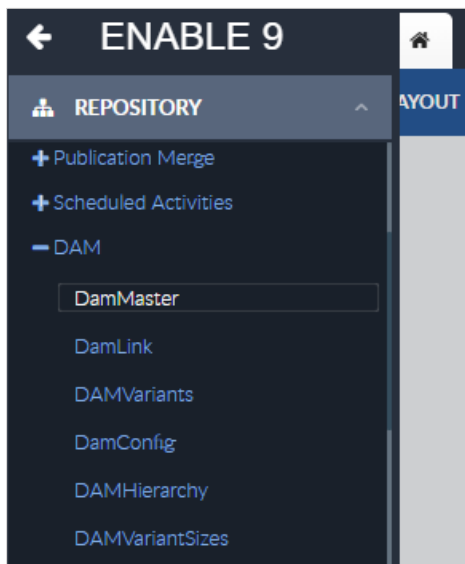 ENABLE 9
REPOSITORY
AYOUT
Publication Merge
Scheduled Activities
DAM
DamMaster
DamLink
DAMVariants
DamConfig
DAMHierarchy
DAMVariantSizes